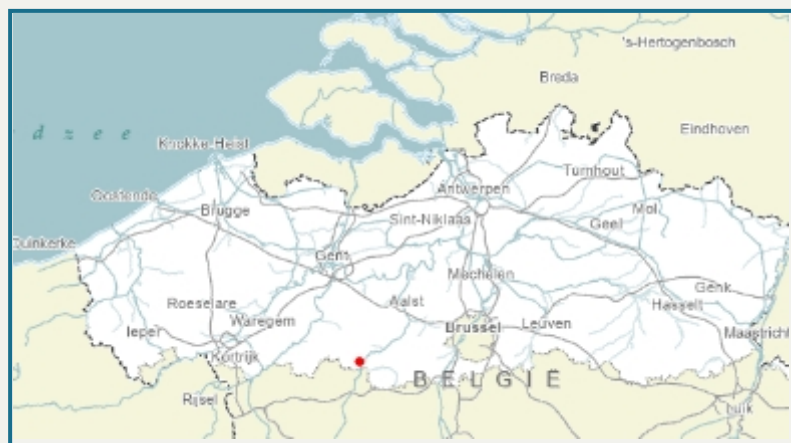 's-Hertogenbosch
Breda
d z e e
Eindhoven
Knokke-Heist
Turnhout
Antwerpen
Oostende
Mol
Brugge
Sint-Niklaas
Geel
Duinkerke
Gent
Mechelen
Genk
Roeselare
Aalst
Hasselt
Waregem
Brussel
Leuven
Ieper
Maastricht
Kortrijk
BELGIË
Rijsel
Luik